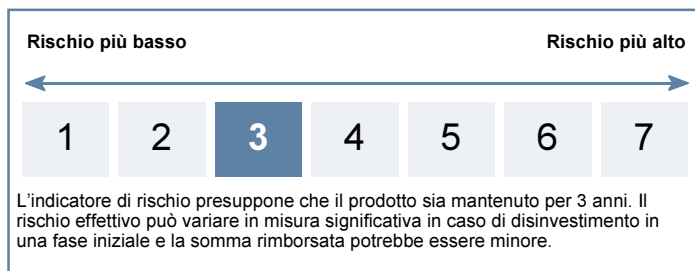 Rischio più basso Rischio più alto
1 2 3 4 5 6 7
L'indicatore di rischio presuppone che il prodotto sia mantenuto per 3 anni. Il
rischio effettivo può variare in misura significativa in caso di disinvestimento in
una fase iniziale e la somma rimborsata potrebbe essere minore.